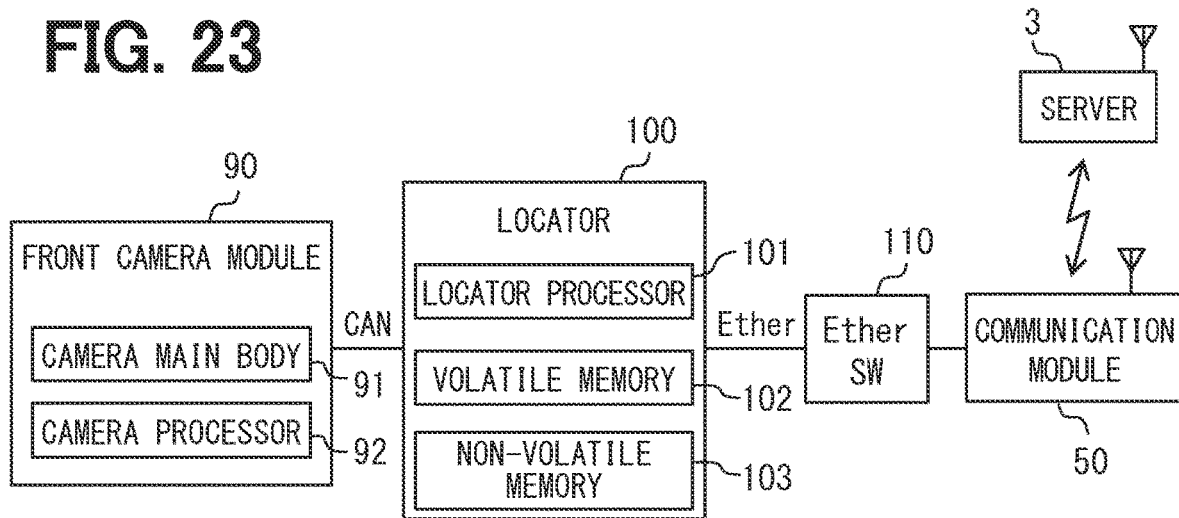 FIG. 23
3
SERVER
90
FRONT CAMERA MODULE
CAMERA MAIN BODY
91
CAMERA PROCESSOR
92
CAN
100
LOCATOR
101
LOCATOR PROCESSOR
VOLATILE MEMORY
102
NON-VOLATILE
MEMORY
103
Ether
110
Ether
SW
COMMUNICATION
MODULE
50